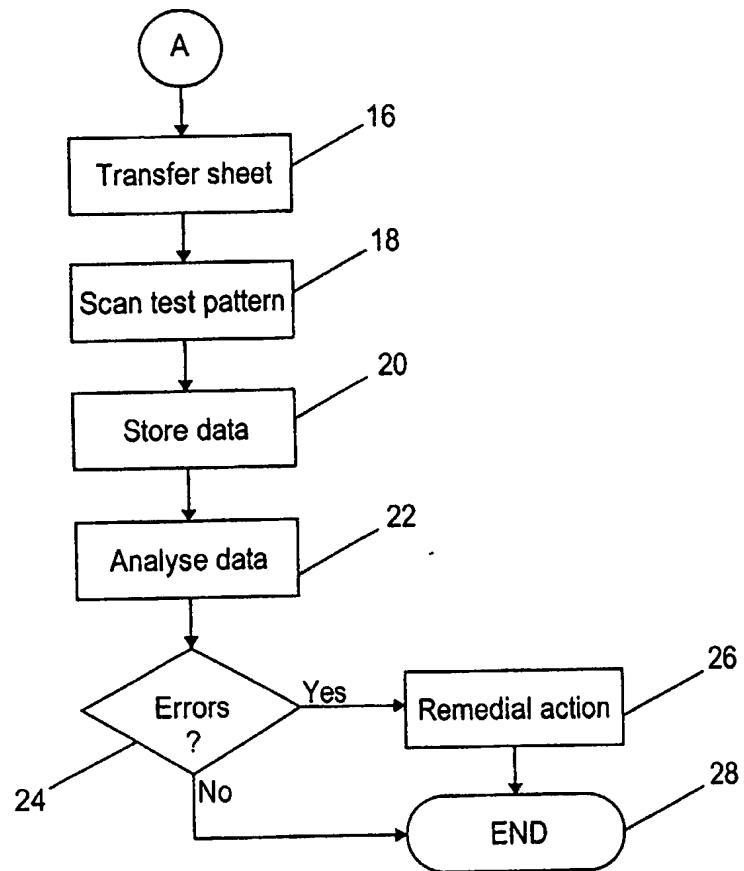 A
16
Transfer sheet
18
Scan test pattern
20
Store data
22
Analyse data
Errors
?
Yes
Remedial action
26
24
No
END
28